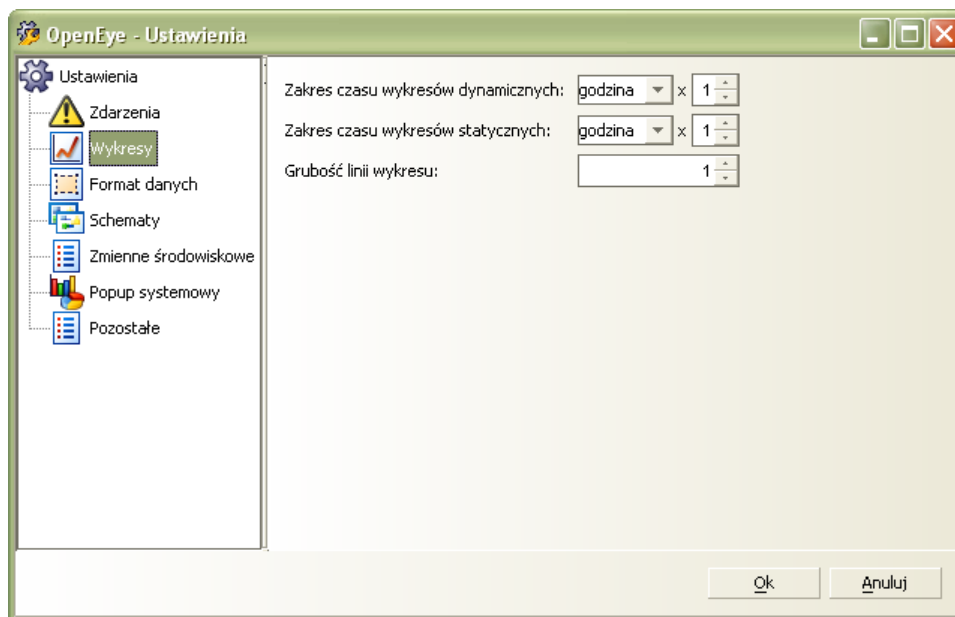 OpenEye - Ustawienia
Ustawienia
Zdarzenia
Wykresy
Format danych
Schematy
Zmienne środowiskowe
Popup systemowy
Pozostałe
Zakres czasu wykresów dynamicznych: godzina x 1
Zakres czasu wykresów statycznych: godzina x 1
Grubość linii wykresu: 1
Ok Anuluj